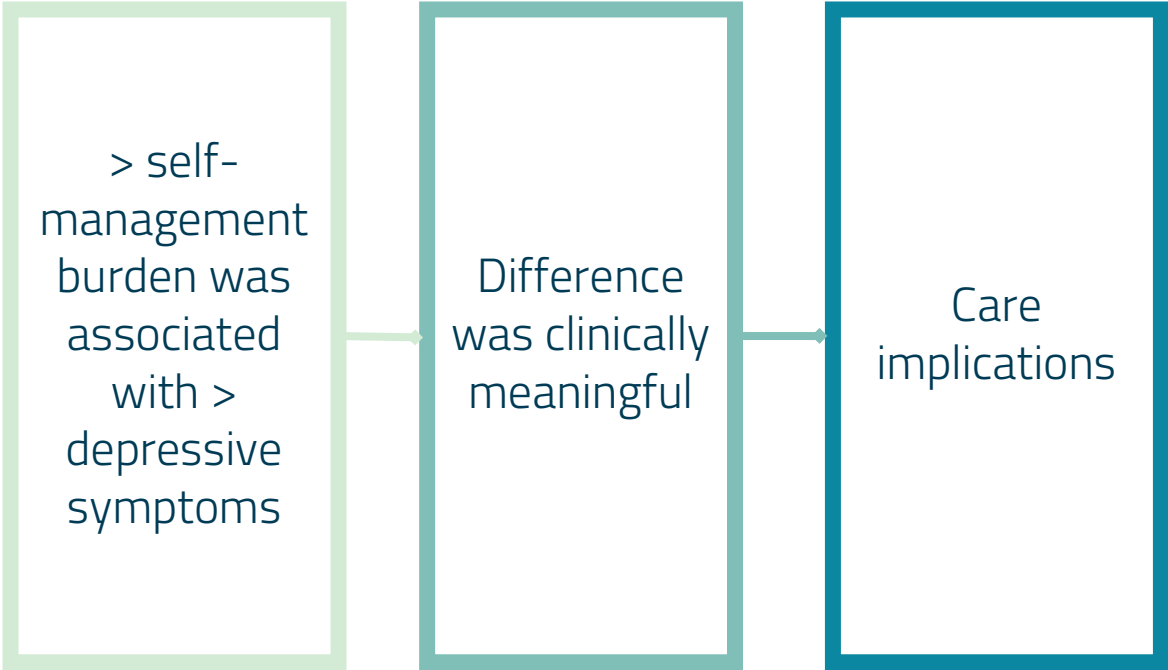 > self-
management
burden was
associated
with >
depressive
symptoms
Difference
was clinically
meaningful
Care
implications